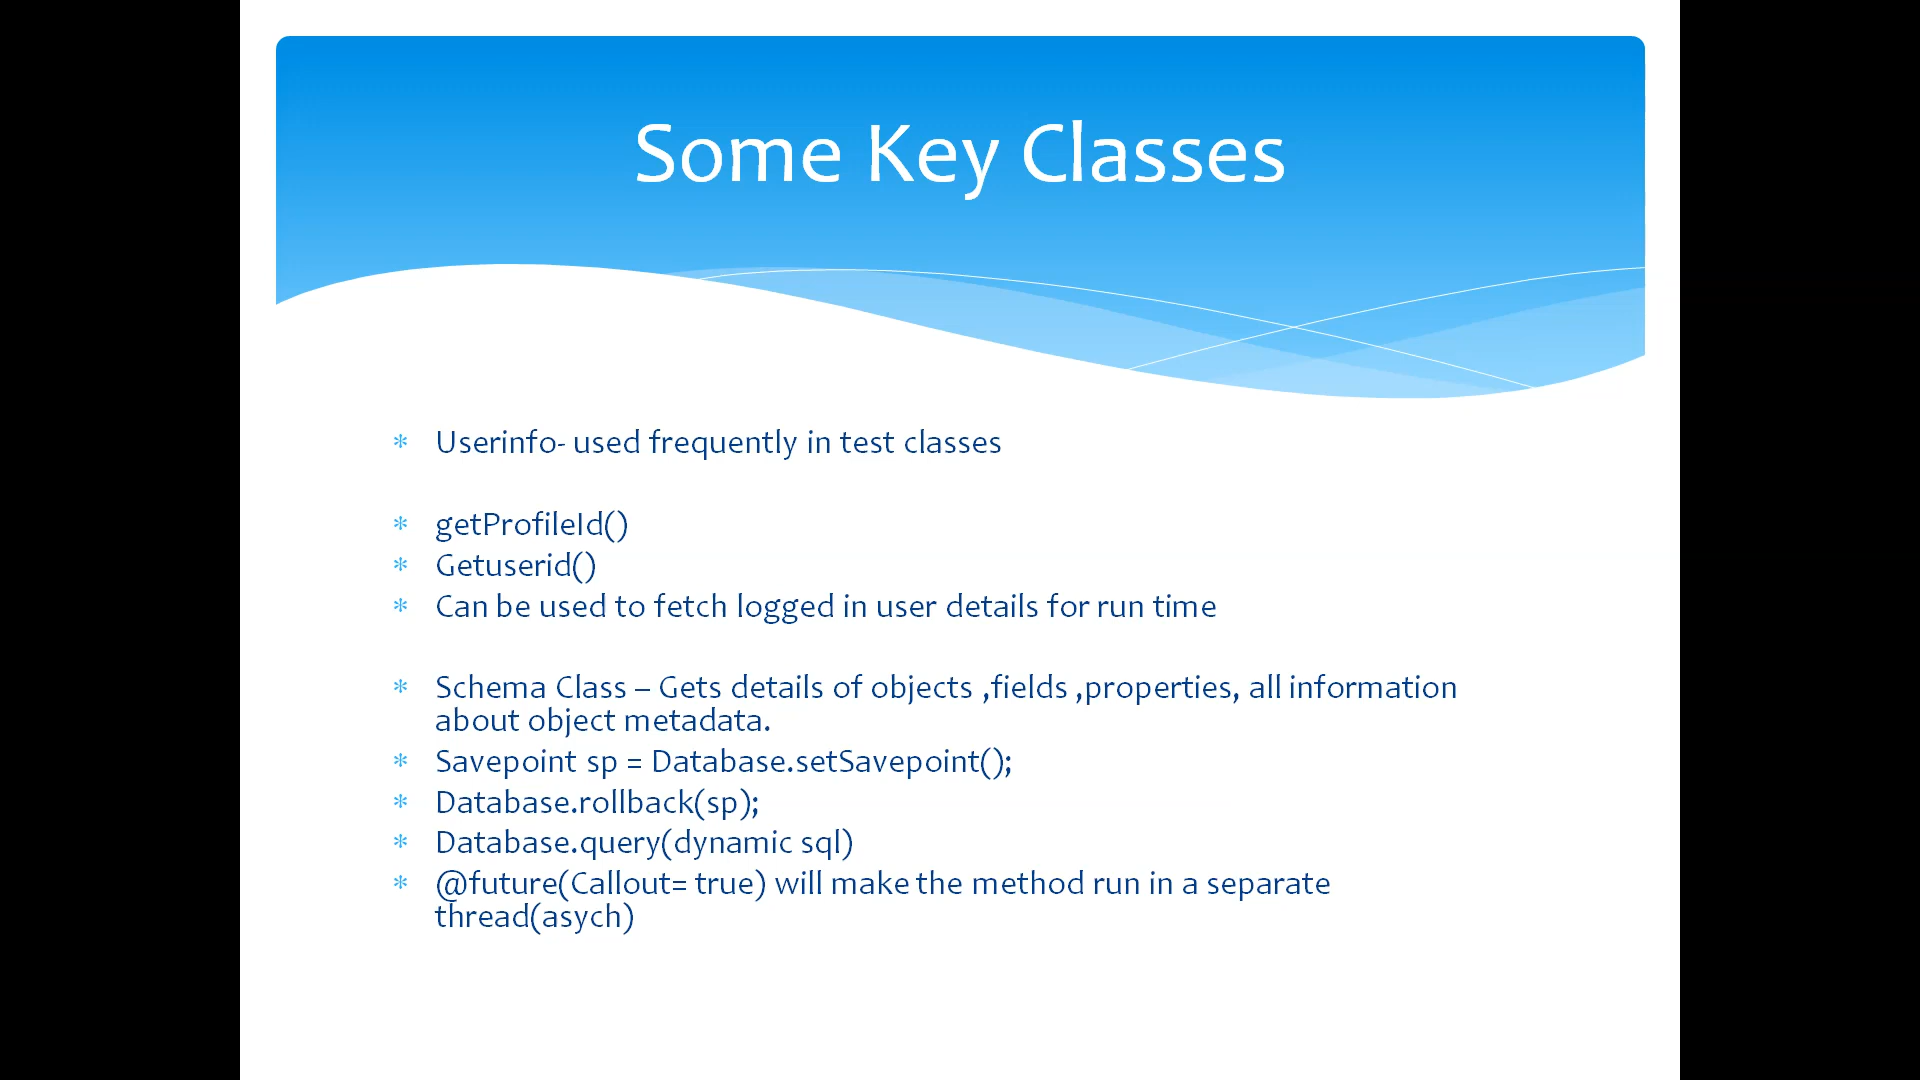 Some Key Classes
* Userinfo- used frequently in test classes
* getProfileId()
* Getuserid()
* Can be used to fetch logged in user details for run time
* Schema Class – Gets details of objects ,fields ,properties, all information
about object metadata.
* Savepoint sp = Database.setSavepoint();
* Database.rollback(sp);
* Database.query(dynamic sql)
* @future(Callout= true) will make the method run in a separate
thread(asych)